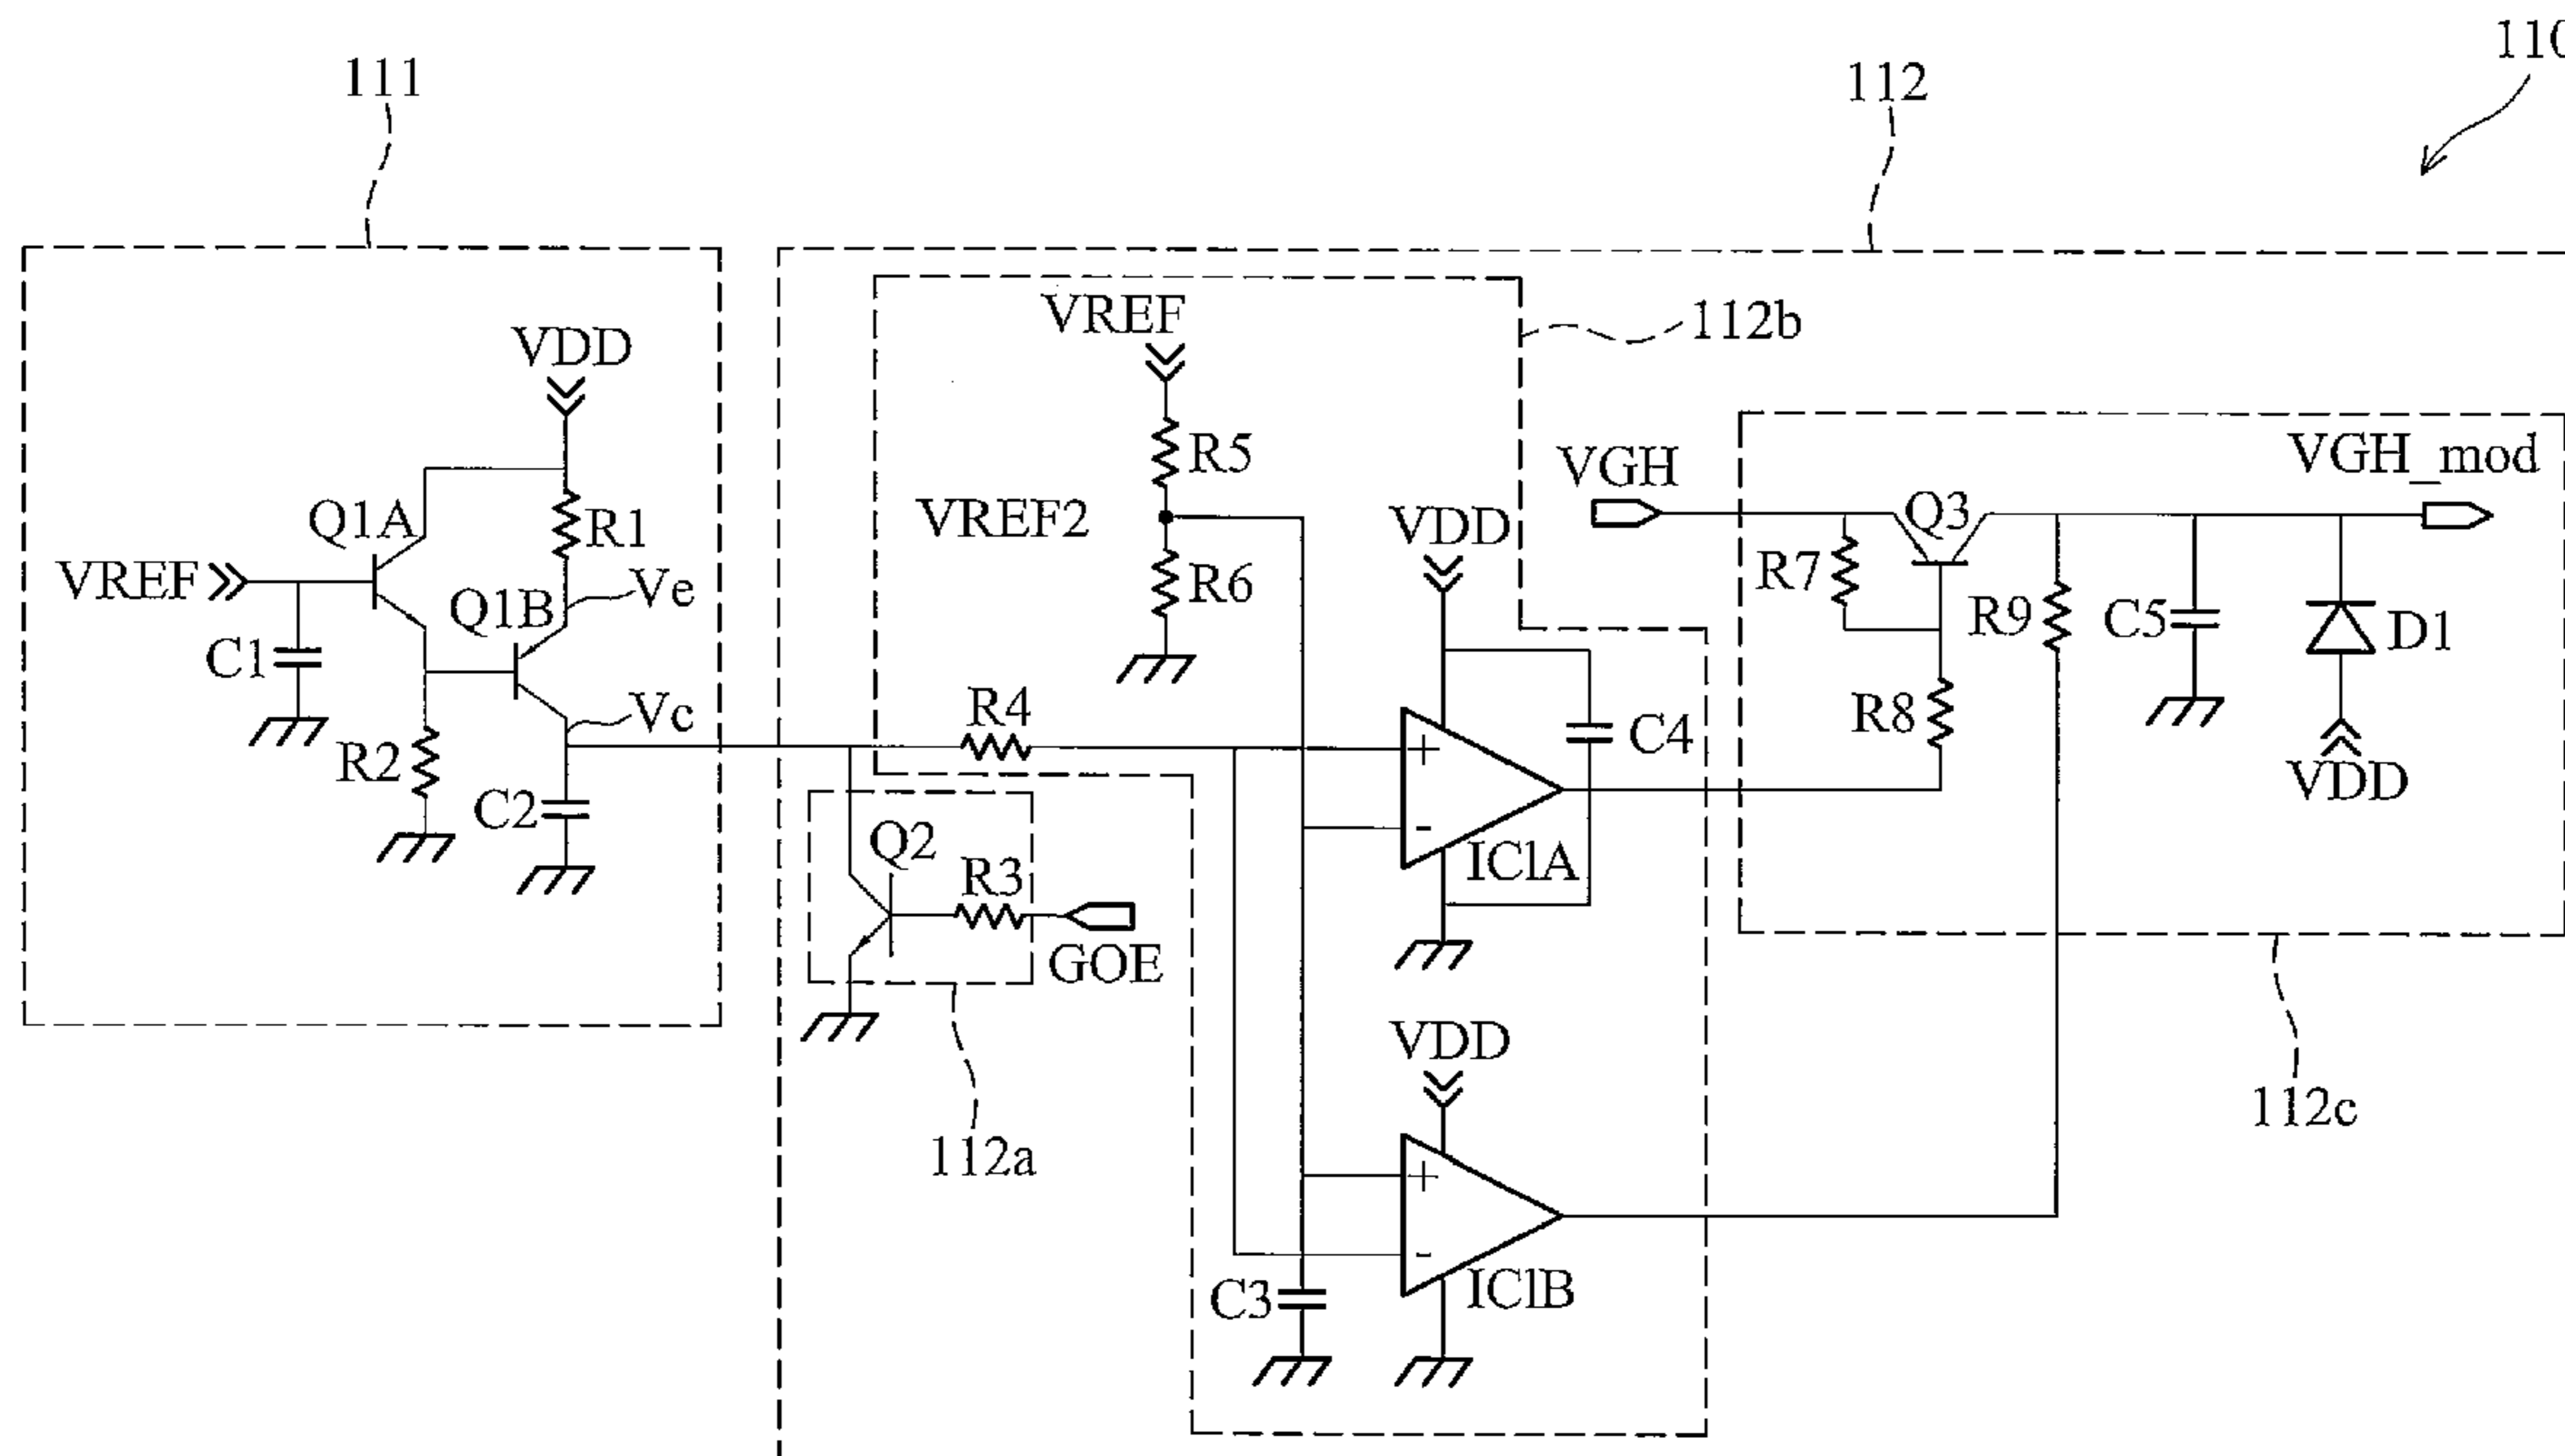 110
111
112
VREF
112b
VDD
R5
VGH
VGH_mod
Q1A
R1
VREF2
VDD
Q3
VREF
Q1B
Ve
R6
R7
R9
C5
D1
C1
Vc
R4
+
C4
R8
R2
C2
-
VDD
Q2
R3
IC1A
GOE
VDD
112a
112c
+
-
C3
IC1B